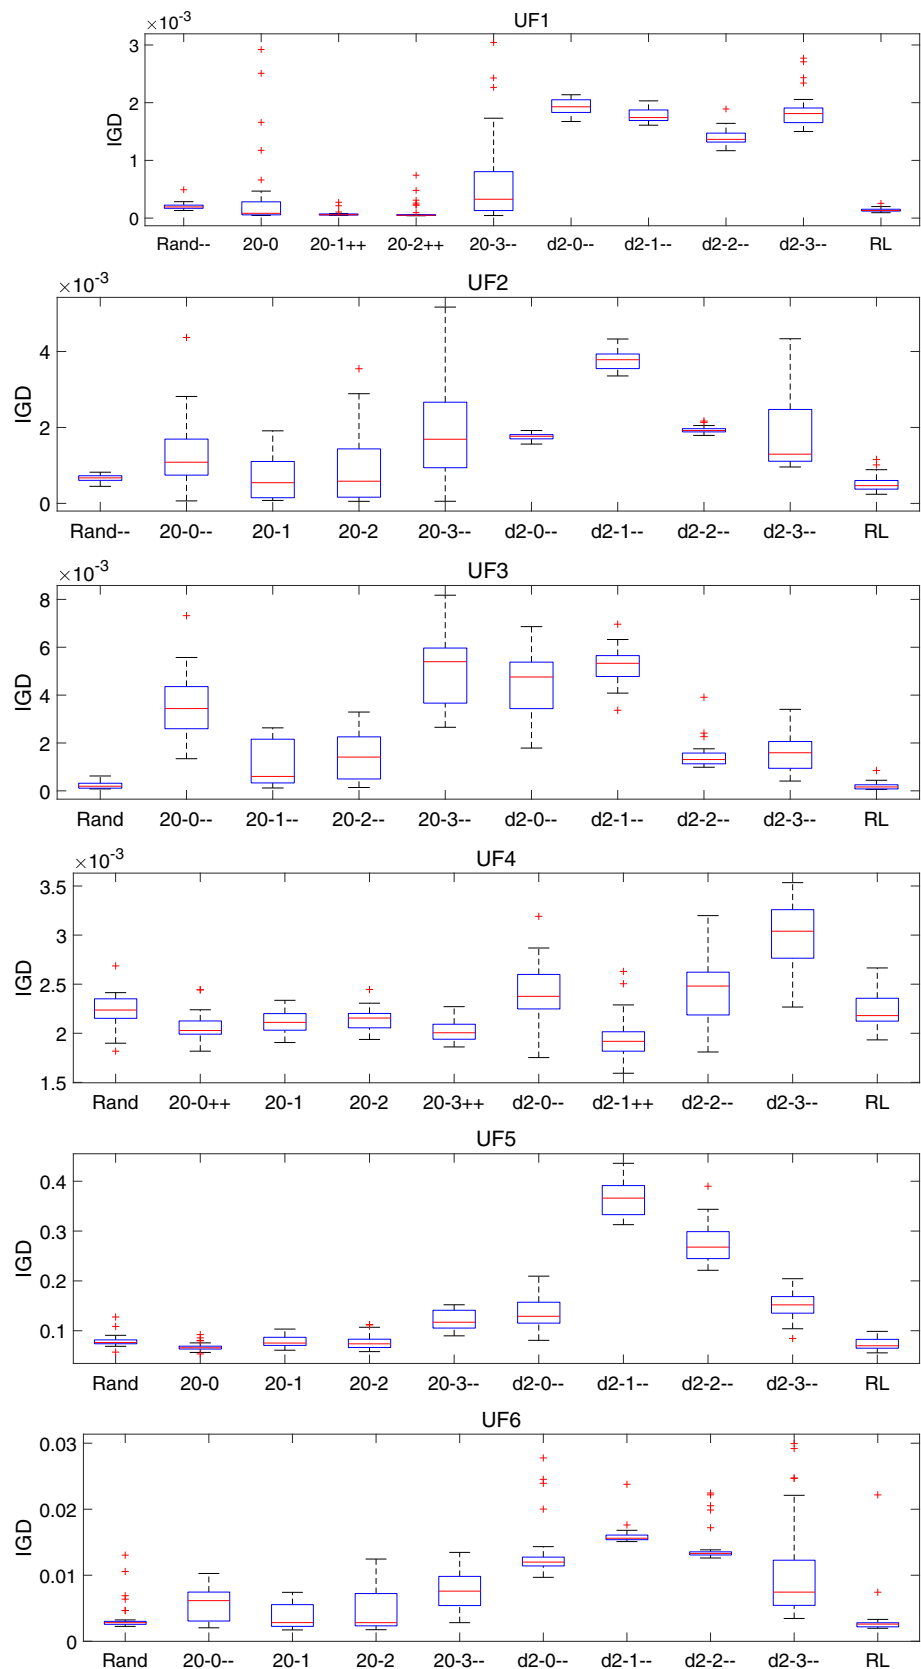 UF1
×10-3
3
2
1
0
IGD
Rand-- 20-0 20-1++ 20-2++ 20-3-- d2-0-- d2-1-- d2-2-- d2-3-- RL
UF2
×10-3
4
2
0
IGD
Rand-- 20-0-- 20-1 20-2 20-3-- d2-0-- d2-1-- d2-2-- d2-3-- RL
UF3
×10-3
8
6
4
2
0
IGD
Rand 20-0-- 20-1-- 20-2-- 20-3-- d2-0-- d2-1-- d2-2-- d2-3-- RL
UF4
×10-3
3.5
3
2.5
2
1.5
IGD
Rand 20-0++ 20-1 20-2 20-3++ d2-0-- d2-1++ d2-2-- d2-3-- RL
UF5
0.4
0.3
0.2
0.1
IGD
Rand 20-0 20-1 20-2 20-3-- d2-0-- d2-1-- d2-2-- d2-3-- RL
UF6
0.03
0.02
0.01
0
IGD
Rand 20-0-- 20-1 20-2 20-3-- d2-0-- d2-1-- d2-2-- d2-3-- RL